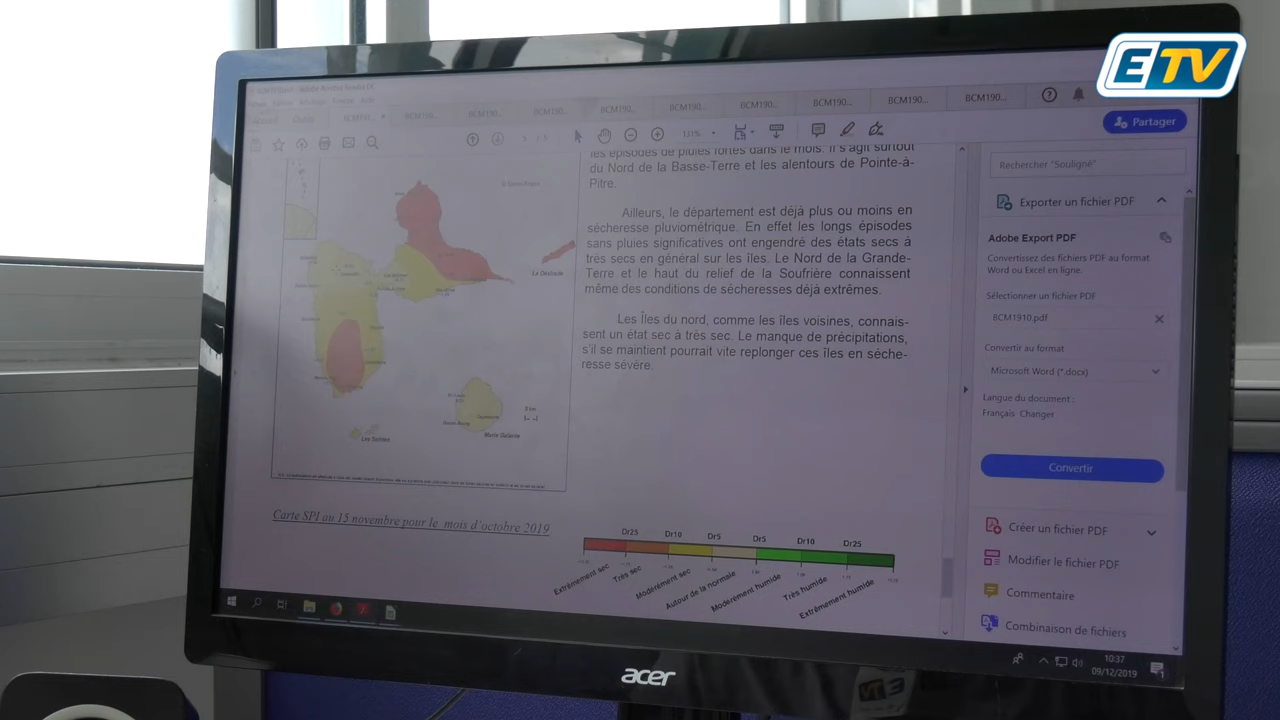 ETV
BCM190...
BCM190...
BCM190...
BCM190...
BCM190...
BCM190...
BCM190...
131%
Partager
les épisodes de pluies fortes dans le mois. Il s'agit surtout
du Nord de la Basse-Terre et les alentours de Pointe-à-
Pitre.
Ailleurs, le département est déjà plus ou moins en
sécheresse pluviométrique. En effet les longs épisodes
sans pluies significatives ont engendré des états secs à
très secs en général sur les îles. Le Nord de la Grande-
Terre et le haut du relief de la Soufrière connaissent
même des conditions de sécheresses déjà extrêmes.
Les Îles du nord, comme les îles voisines, connais-
sent un état sec à très sec. Le manque de précipitations,
s'il se maintient pourrait vite replonger ces îles en séche-
resse sévère.
La Désirade
Les Saintes
Marie Galante
Carte SPI au 15 novembre pour le mois d'octobre 2019
Dr25 Dr10 Dr5 Dr5 Dr10 Dr25
Extrêmement sec
Très sec
Modérément sec
Autour de la normale
Modérément humide
Très humide
Extrêmement humide
Rechercher "Souligné"
Exporter un fichier PDF
Adobe Export PDF
Convertissez des fichiers PDF au format
Word ou Excel en ligne.
Sélectionner un fichier PDF
BCM1910.pdf
Convertir au format
Microsoft Word (*.docx)
Langue du document :
Français Changer
Convertir
Créer un fichier PDF
Modifier le fichier PDF
Commentaire
Combinaison de fichiers
10:37
09/12/2019
acer